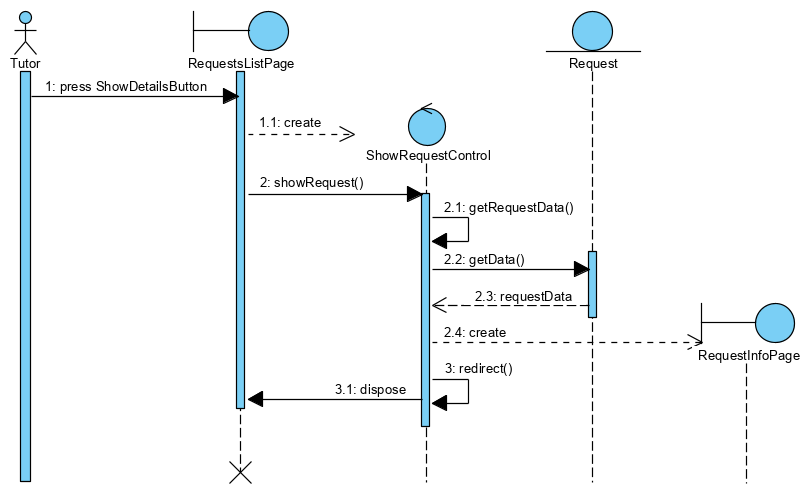 Tutor
RequestsListPage
Request
1: press ShowDetailsButton
1.1: create
ShowRequestControl
2: showRequest()
2.1: getRequestData()
2.2: getData()
2.3: requestData
2.4: create
RequestInfoPage
3: redirect()
3.1: dispose